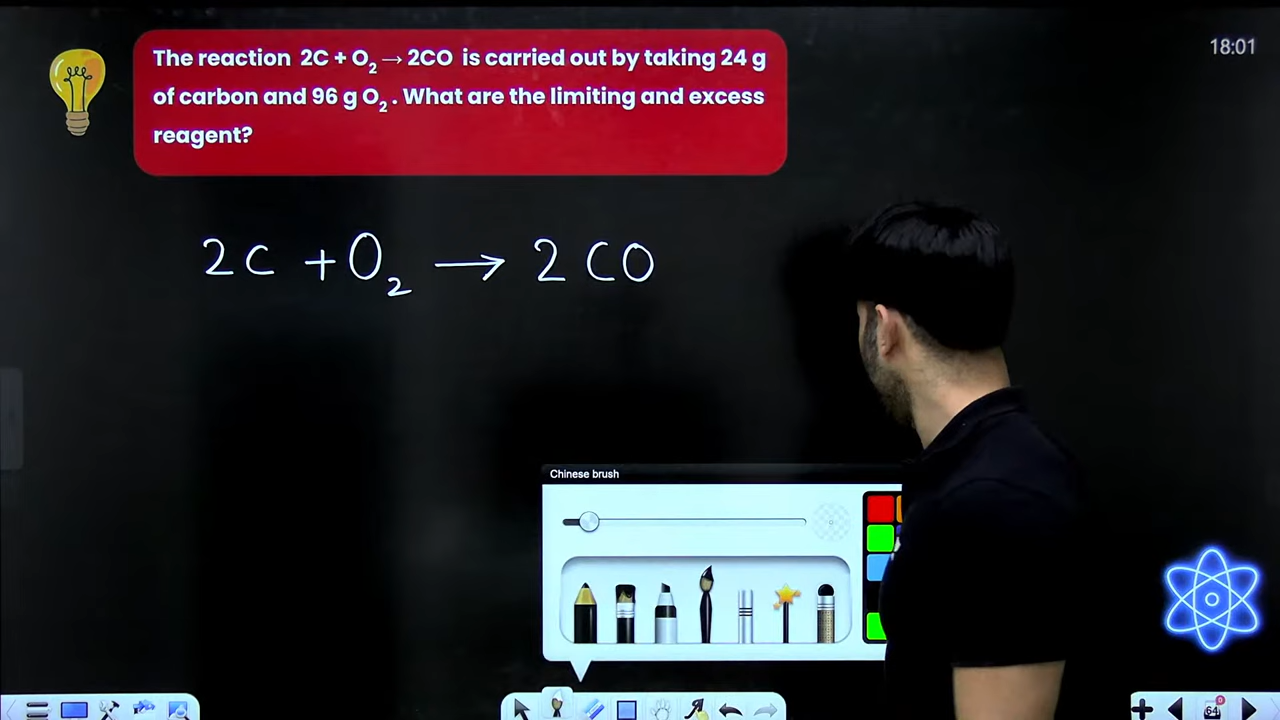 18:01
The reaction 2C + O₂ → 2CO is carried out by taking 24 g
of carbon and 96 g O₂. What are the limiting and excess
reagent?
2C + O₂ → 2CO
Chinese brush
64